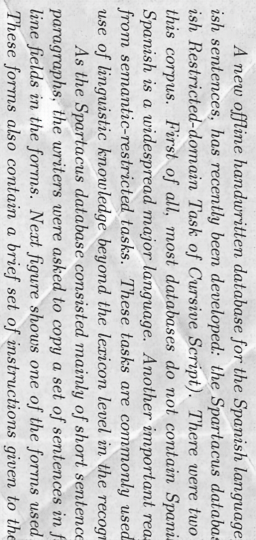 A new offline handwritten database for the Spanish language
ish sentences, has recently been developed: the Spartacus databas
ish Restricted-domain Task of Cursive Script). There were two
this corpus. First of all, most databases do not contain Spani
Spanish is a widespread major language. Another important rea
from semantic-restricted tasks. These tasks are commonly used
use of linguistic knowledge beyond the lexicon level in the recogn
As the Spartacus database consisted mainly of short sentence
paragraphs, the writers were asked to copy a set of sentences in f
line fields in the forms. Next figure shows one of the forms used
These forms also contain a brief set of instructions given to the